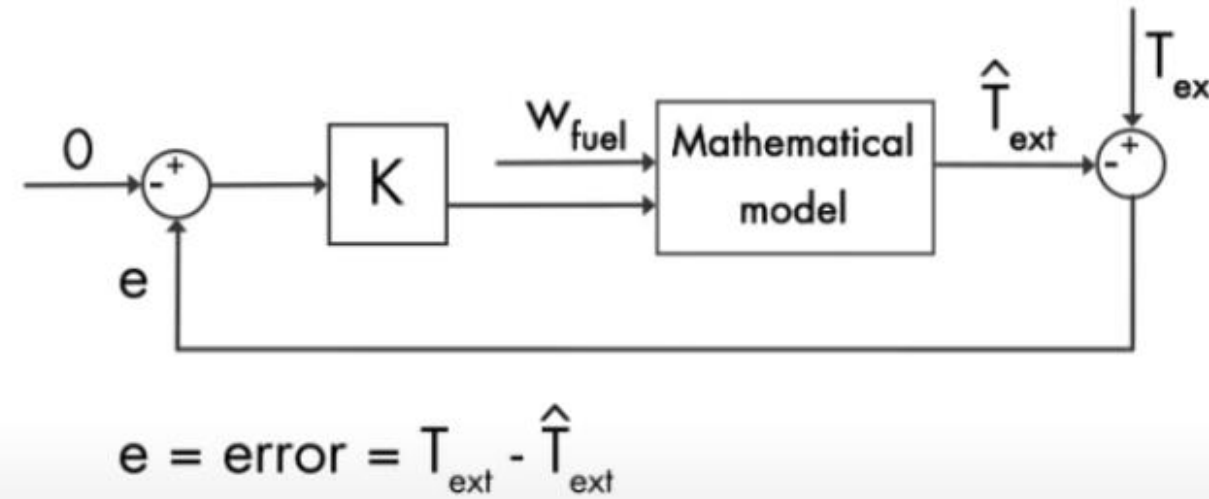 T_ex
T̂_ext
w_fuel
Mathematical
model
0
+
-
K
+
-
e
e = error = T_ext - T̂_ext